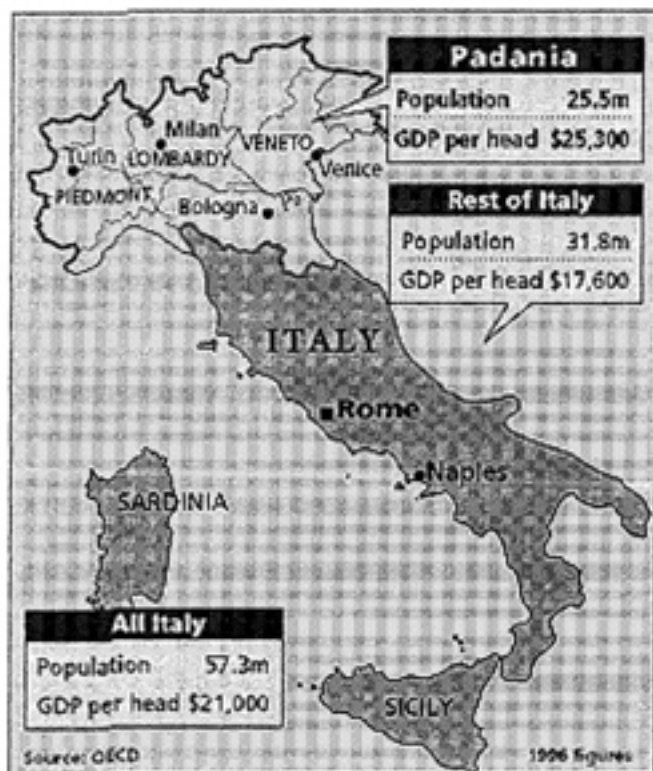 Padania
Population 25.5m
GDP per head $25,300
Milan
Turin
LOMBARDY
VENETO
Venice
PIEDMONT
Bologna
Po
Rest of Italy
Population 31.8m
GDP per head $17,600
ITALY
Rome
Naples
SARDINIA
All Italy
Population 57.3m
GDP per head $21,000
SICILY
Source: OECD
1996 figures